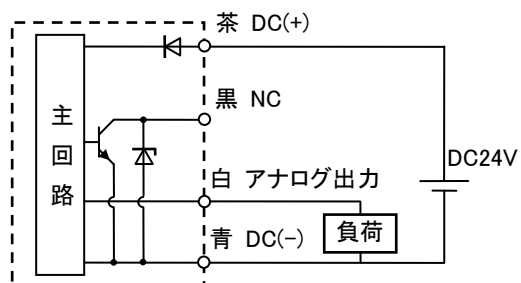 茶 DC(+)
黒 NC
主回路
DC24V
白 アナログ出力
負荷
青 DC(−)